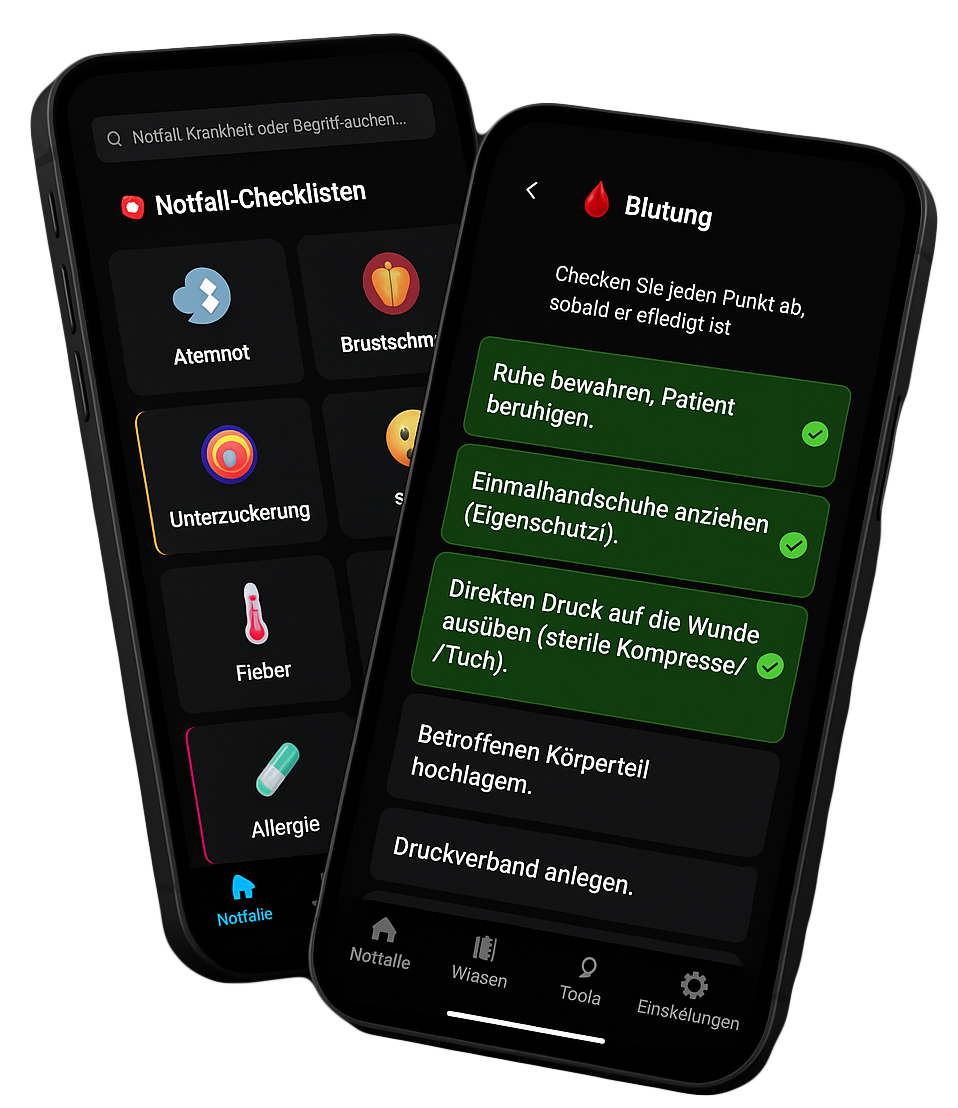 Notfall Krankheit oder Begritf-auchen...
Notfall-Checklisten
Atemnot
Brustschm
Unterzuckerung
s
Fieber
Allergie
Notfalie
Blutung
Checken SIe jeden Punkt ab,
sobald er efledigt ist
Ruhe bewahren, Patient
beruhigen.
Einmalhandschuhe anziehen
(Eigenschutzí).
Direkten Druck auf die Wunde
ausüben (sterile Kompresse/
/Tuch).
Betroffenen Körperteil
hochlagem.
Druckverband anlegen.
Nottalle
Wiasen
Toola
Einskélungen